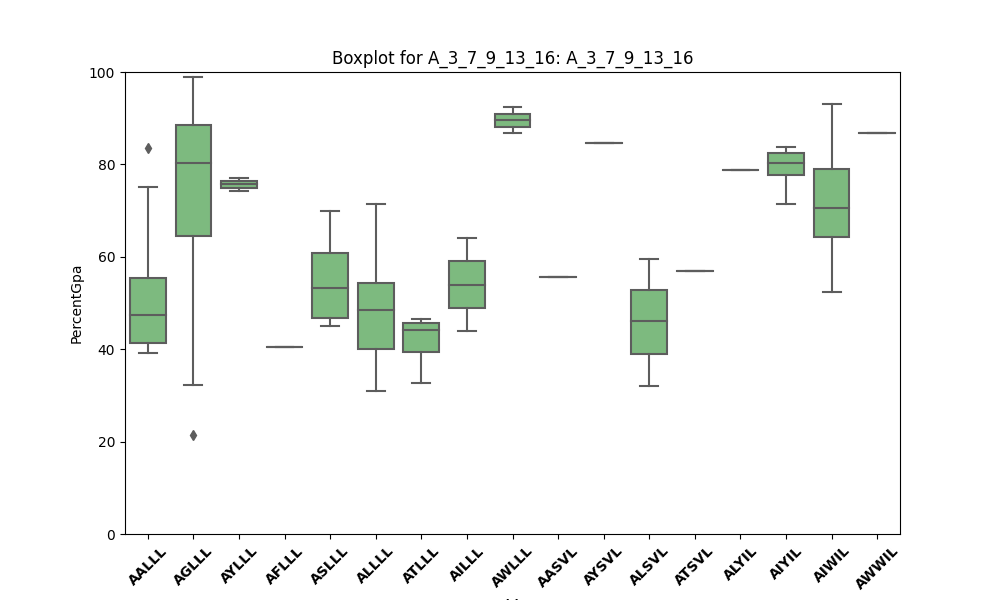 Boxplot for A_3_7_9_13_16: A_3_7_9_13_16
100
80
60
40
20
0
PercentGpa
AALLL
AGLLL
AYLLL
AFLLL
ASLLL
ALLLL
ATLLL
AILLL
AWLLL
AASVL
AYSVL
ALSVL
ATSVL
ALYIL
AIYIL
AIWIL
AWWIL